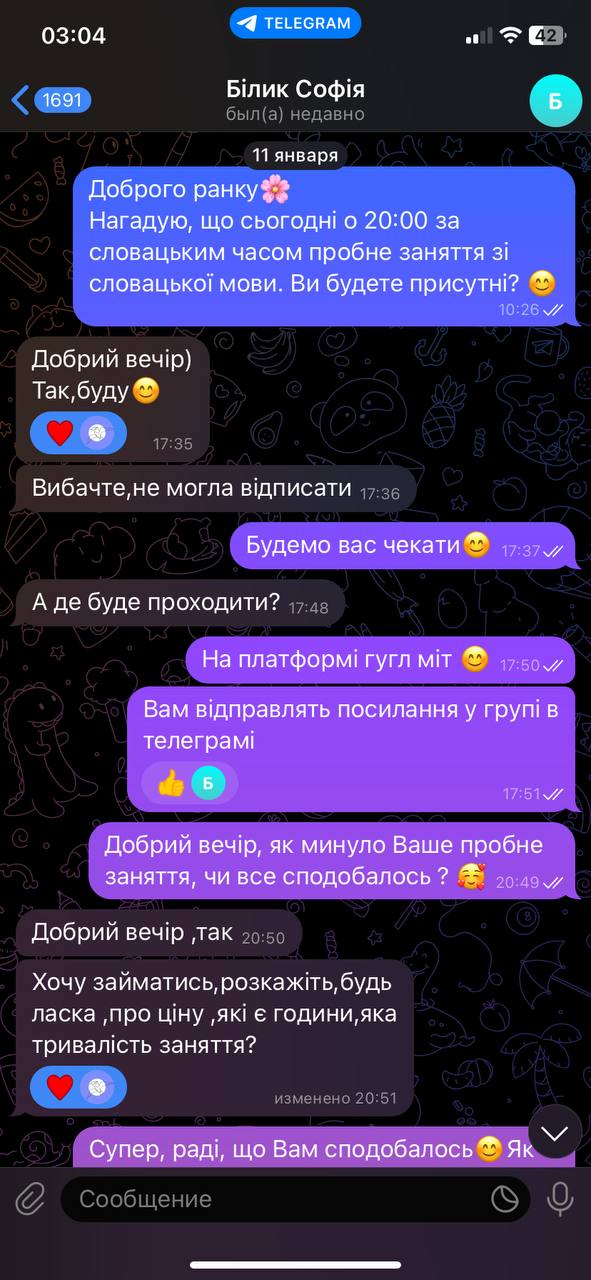 03:04
TELEGRAM
42
1691
Білик Софія
был(а) недавно
Б
11 января
Доброго ранку🌸
Нагадую, що сьогодні о 20:00 за
словацьким часом пробне заняття зі
словацької мови. Ви будете присутні? 😊
10:26
Добрий вечір)
Так,буду😊
17:35
Вибачте,не могла відписати 17:36
Будемо вас чекати😊 17:37
А де буде проходити? 17:48
На платформі гугл міт 😊 17:50
Вам відправлять посилання у групі в
телеграмі
Б
17:51
Добрий вечір, як минуло Ваше пробне
заняття, чи все сподобалось ? 🥰 20:49
Добрий вечір ,так 20:50
Хочу займатись,розкажіть,будь
ласка ,про ціну ,які є години,яка
тривалість заняття?
изменено 20:51
Супер, раді, що Вам сподобалось😊Як
Сообщение